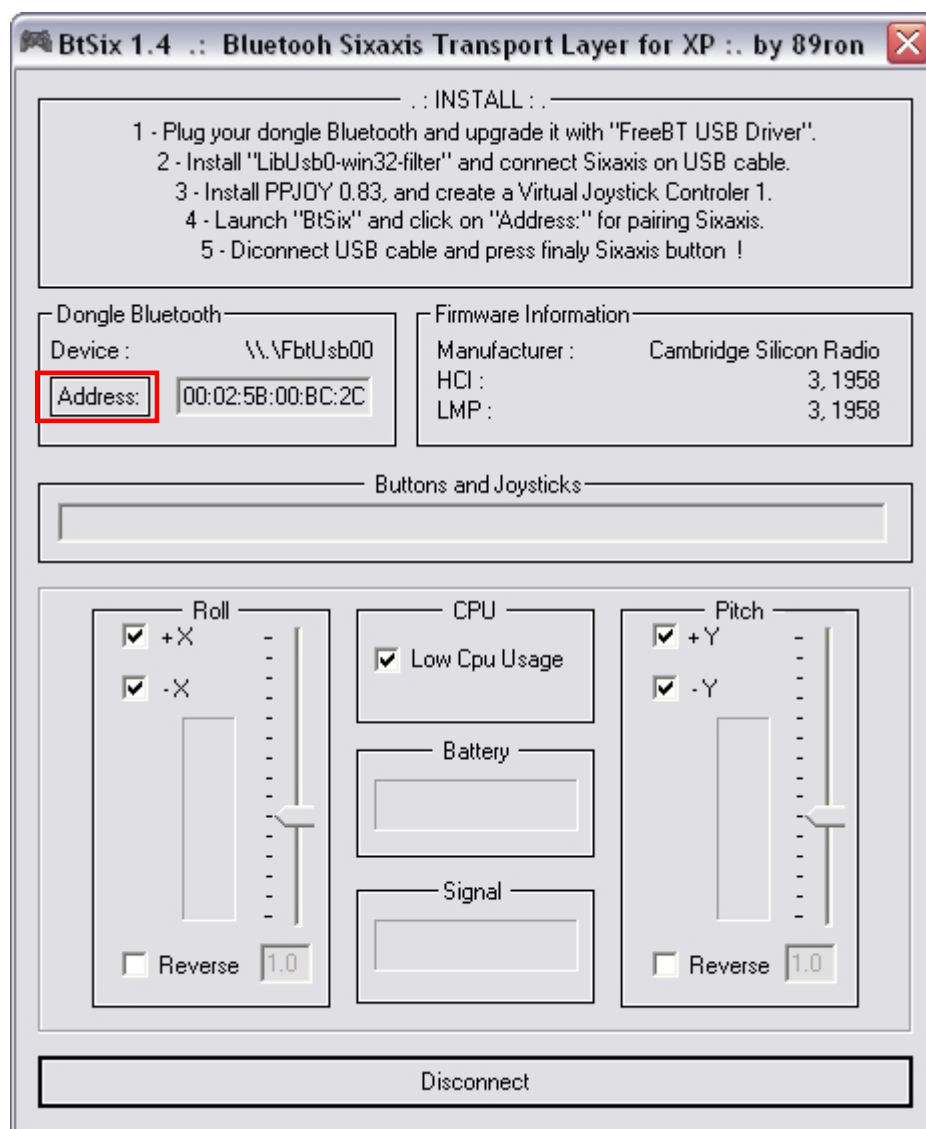 BtSix 1.4 .: Bluetooh Sixaxis Transport Layer for XP :. by 89ron
. : INSTALL : .
1 - Plug your dongle Bluetooth and upgrade it with "FreeBT USB Driver".
2 - Install "LibUsb0-win32-filter" and connect Sixaxis on USB cable.
3 - Install PPJOY 0.83, and create a Virtual Joystick Controler 1.
4 - Launch "BtSix" and click on "Address:" for pairing Sixaxis.
5 - Diconnect USB cable and press finaly Sixaxis button !
Dongle Bluetooth
Device : \\.\FbtUsb00
Address: 00:02:5B:00:BC:2C
Firmware Information
Manufacturer : Cambridge Silicon Radio
HCI : 3, 1958
LMP : 3, 1958
Buttons and Joysticks
Roll
+X
-X
Reverse 1.0
CPU
Low Cpu Usage
Battery
Signal
Pitch
+Y
-Y
Reverse 1.0
Disconnect